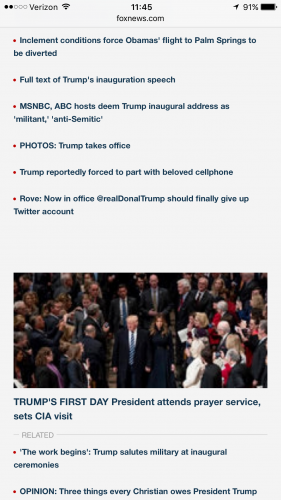 Verizon 11:45 91%
foxnews.com
Inclement conditions force Obamas' flight to Palm Springs to
be diverted
Full text of Trump's inauguration speech
MSNBC, ABC hosts deem Trump inaugural address as
'militant,' 'anti-Semitic'
PHOTOS: Trump takes office
Trump reportedly forced to part with beloved cellphone
Rove: Now in office @realDonalTrump should finally give up
Twitter account
TRUMP'S FIRST DAY President attends prayer service,
sets CIA visit
RELATED
'The work begins': Trump salutes military at inaugural
ceremonies
OPINION: Three things every Christian owes President Trump